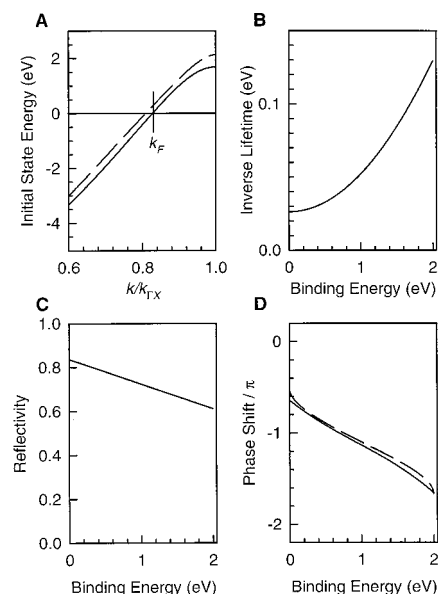 A
Initial State Energy (eV)
2
0
-2
-4
k_F
0.6 0.8 1.0
k/k_ΓX
B
Inverse Lifetime (eV)
0.1
0.0
0 1 2
Binding Energy (eV)
C
Reflectivity
1.0
0.8
0.6
0.4
0.2
0.0
0 1 2
Binding Energy (eV)
D
Phase Shift / π
0
-1
-2
0 1 2
Binding Energy (eV)